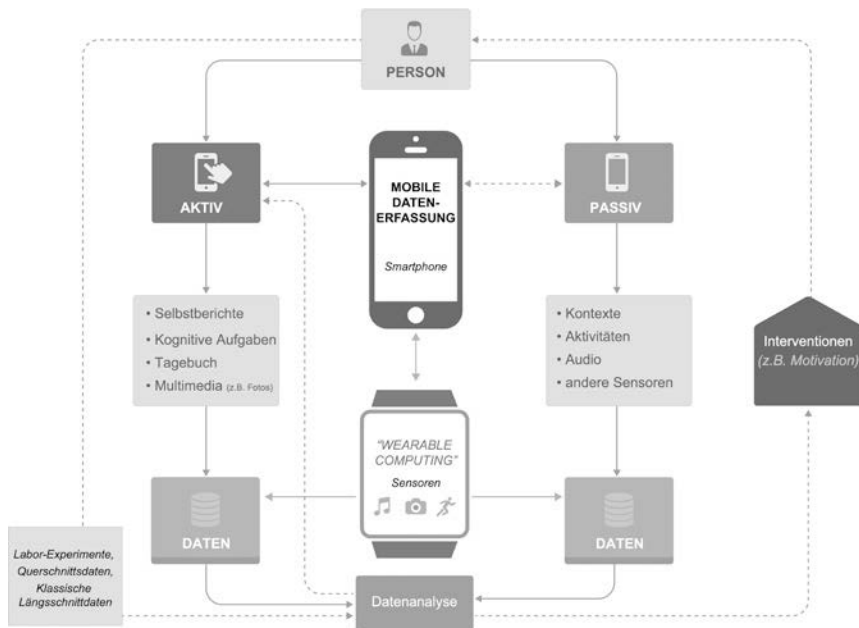 PERSON
AKTIV
MOBILE
DATEN-
ERFASSUNG
Smartphone
PASSIV
• Selbstberichte
• Kognitive Aufgaben
• Tagebuch
• Multimedia (z.B. Fotos)
• Kontexte
• Aktivitäten
• Audio
• andere Sensoren
Interventionen
(z.B. Motivation)
"WEARABLE
COMPUTING"
Sensoren
DATEN
DATEN
Labor-Experimente,
Querschnittsdaten,
Klassische
Längsschnittdaten
Datenanalyse